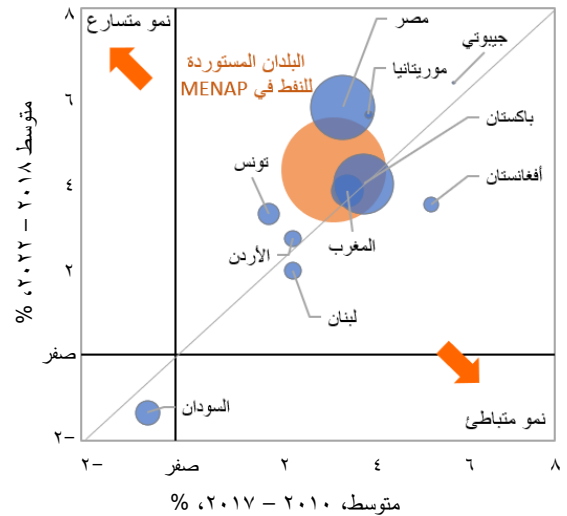 ٨
نمو متسارع
مصر
جيبوتي
البلدان المستوردة
للنفط في MENAP
موريتانيا
٦
باكستان
متوسط ٢٠١٨ – ٢٠٢٢، %
٤
تونس
أفغانستان
المغرب
الأردن
٢
لبنان
صفر
السودان
نمو متباطئ
٢-
٢-
صفر
٢
٤
٦
٨
متوسط، ٢٠١٠ – ٢٠١٧، %